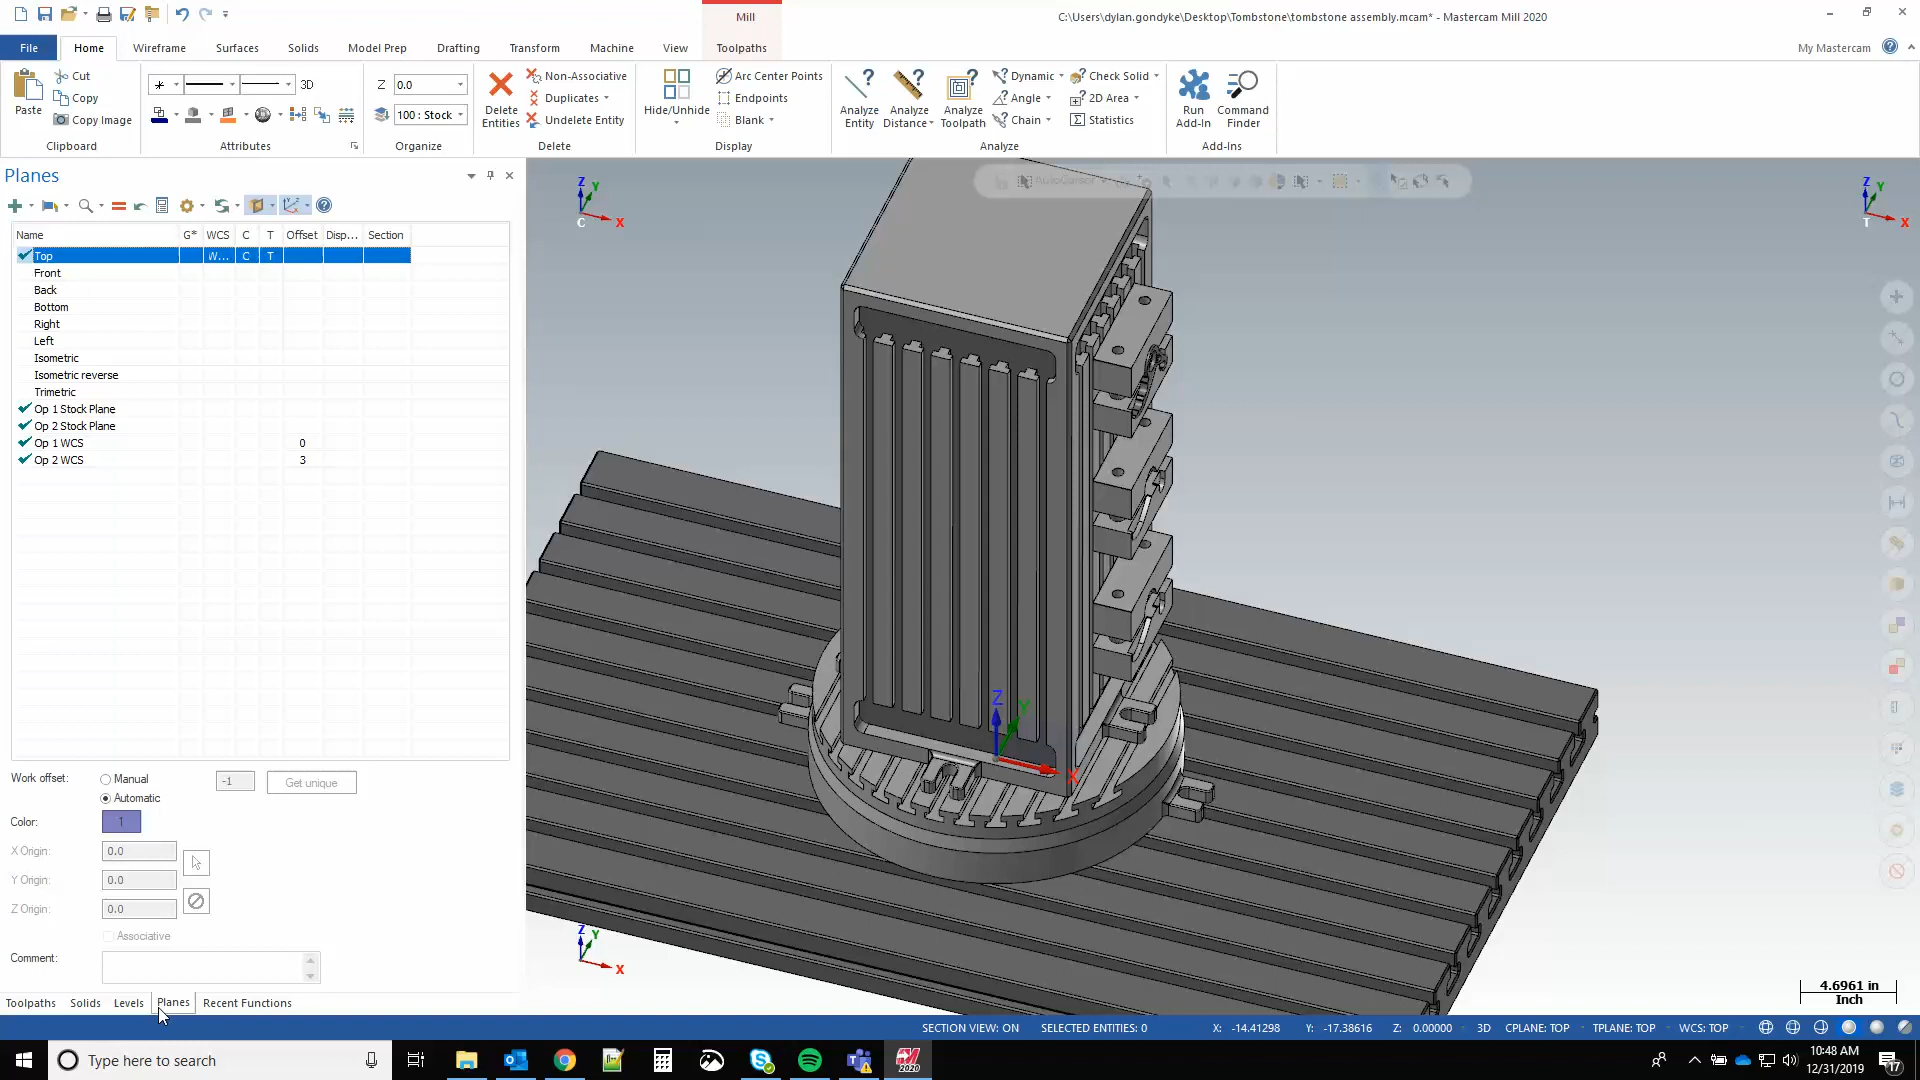 Mill
C:\Users\dylan.gondyke\Desktop\Tombstone\tombstone assembly.mcam* - Mastercam Mill 2020
File
Home
Wireframe
Surfaces
Solids
Model Prep
Drafting
Transform
Machine
View
Toolpaths
My Mastercam
Paste
Cut
Copy
Copy Image
Clipboard
3D
Attributes
Z
0.0
100 : Stock
Organize
Delete Entities
Non-Associative
Duplicates
Undelete Entity
Delete
Hide/Unhide
Arc Center Points
Endpoints
Blank
Display
Analyze Entity
Analyze Distance
Analyze Toolpath
Dynamic
Angle
Chain
Check Solid
2D Area
Statistics
Analyze
Run Add-In
Command Finder
Add-Ins
Planes
Name G* WCS C T Offset Disp... Section
Top W... C T
Front
Back
Bottom
Right
Left
Isometric
Isometric reverse
Trimetric
Op 1 Stock Plane
Op 2 Stock Plane
Op 1 WCS 0
Op 2 WCS 3
Work offset:
Manual
-1
Get unique
Automatic
Color:
1
X Origin:
0.0
Y Origin:
0.0
Z Origin:
0.0
Associative
Comment:
Toolpaths
Solids
Levels
Planes
Recent Functions
AutoCursor
Z Y X C
Z Y X T
Z Y X
Z Y X
4.6961 in
Inch
SECTION VIEW: ON
SELECTED ENTITIES: 0
X: -14.41298
Y: -17.38616
Z: 0.00000
3D
CPLANE: TOP
TPLANE: TOP
WCS: TOP
Type here to search
2020
10:48 AM
12/31/2019
17